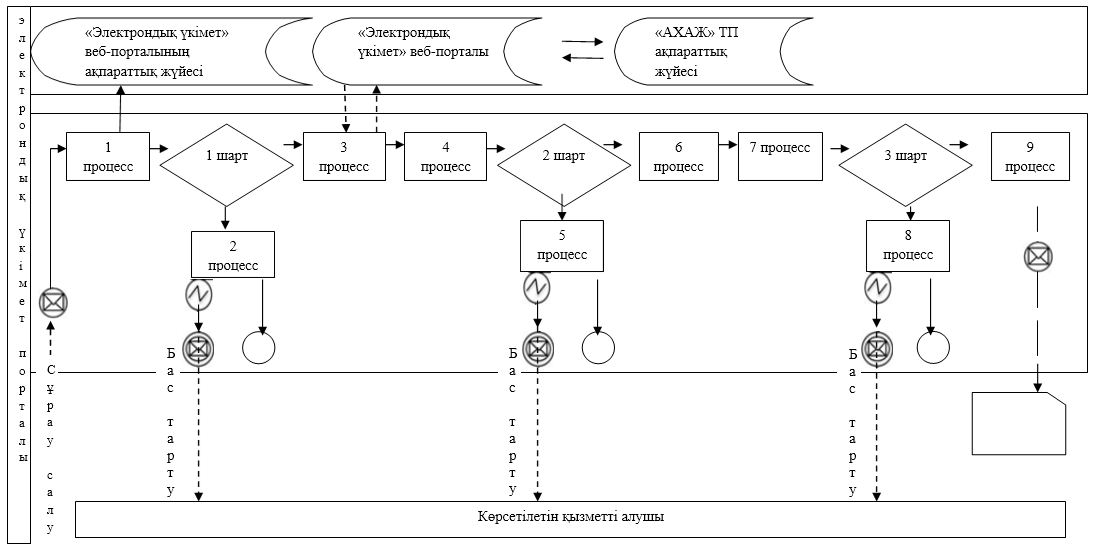 электрондық үкімет порталы
«Электрондық үкімет»
веб-порталының
ақпараттық жүйесі
«Электрондық
үкімет» веб-порталы
«АХАЖ» ТП
ақпараттық
жүйесі
1
процесс
1 шарт
3
процесс
4
процесс
2 шарт
6
процесс
7 процесс
3 шарт
9
процесс
2
процесс
5
процесс
8
процесс
Сұрау салу
Бас тарту
Бас тарту
Бас тарту
Көрсетілетін қызметті алушы